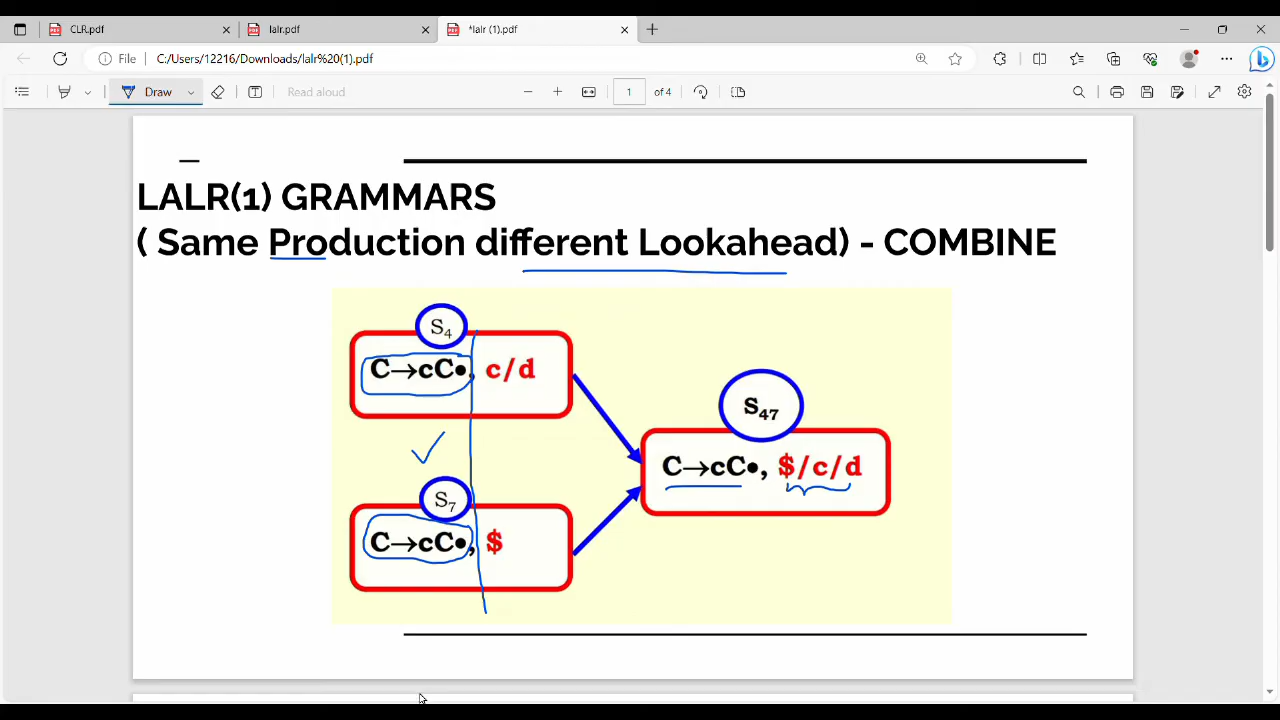 CLR.pdf
lalr.pdf
*lalr (1).pdf
File
C:/Users/12216/Downloads/lalr%20(1).pdf
Draw
Read aloud
1
of 4
LALR(1) GRAMMARS
( Same Production different Lookahead) - COMBINE
S4
C→cC•, c/d
S47
C→cC•, $/c/d
S7
C→cC•, $